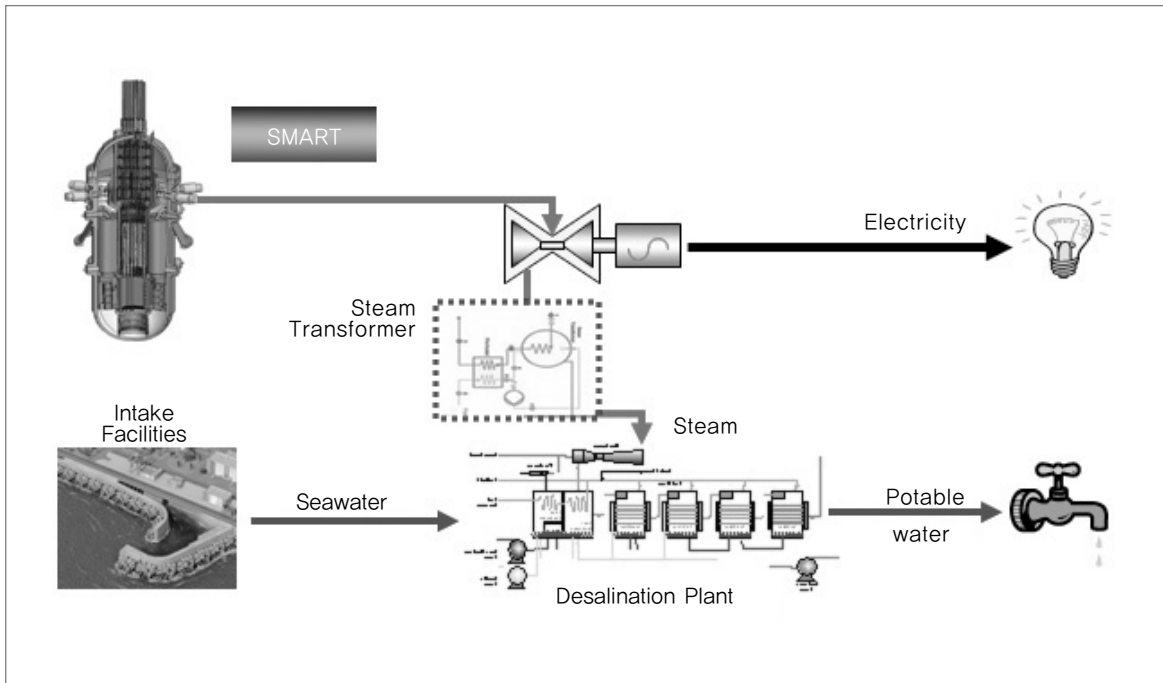 SMART
Electricity
Steam
Transformer
Intake
Facilities
Steam
Seawater
Potable
water
Desalination Plant